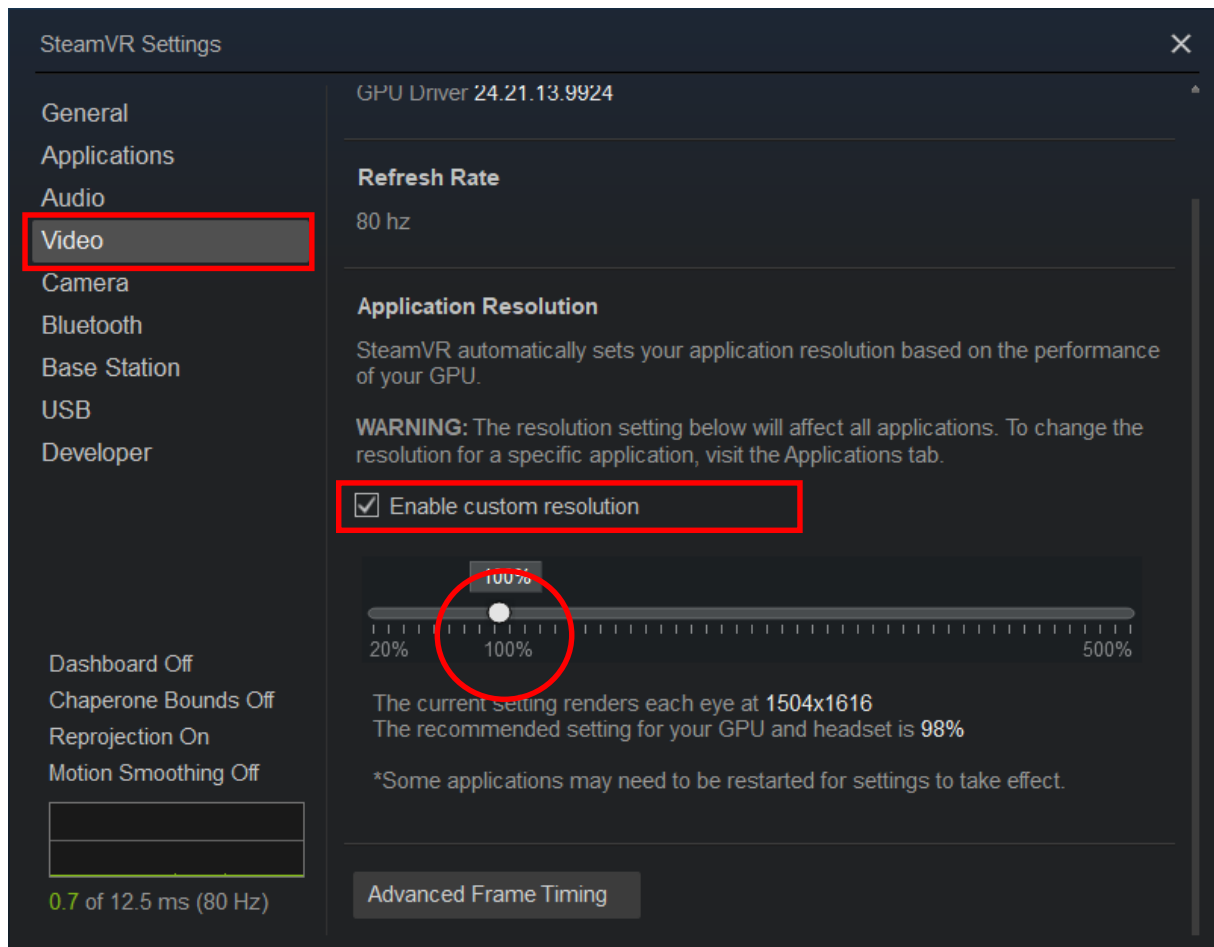 SteamVR Settings
General
Applications
Audio
Video
Camera
Bluetooth
Base Station
USB
Developer
Dashboard Off
Chaperone Bounds Off
Reprojection On
Motion Smoothing Off
0.7 of 12.5 ms (80 Hz)
GPU Driver 24.21.13.9924
Refresh Rate
80 hz
Application Resolution
SteamVR automatically sets your application resolution based on the performance
of your GPU.
WARNING: The resolution setting below will affect all applications. To change the
resolution for a specific application, visit the Applications tab.
Enable custom resolution
100%
20% 100% 500%
The current setting renders each eye at 1504x1616
The recommended setting for your GPU and headset is 98%
*Some applications may need to be restarted for settings to take effect.
Advanced Frame Timing